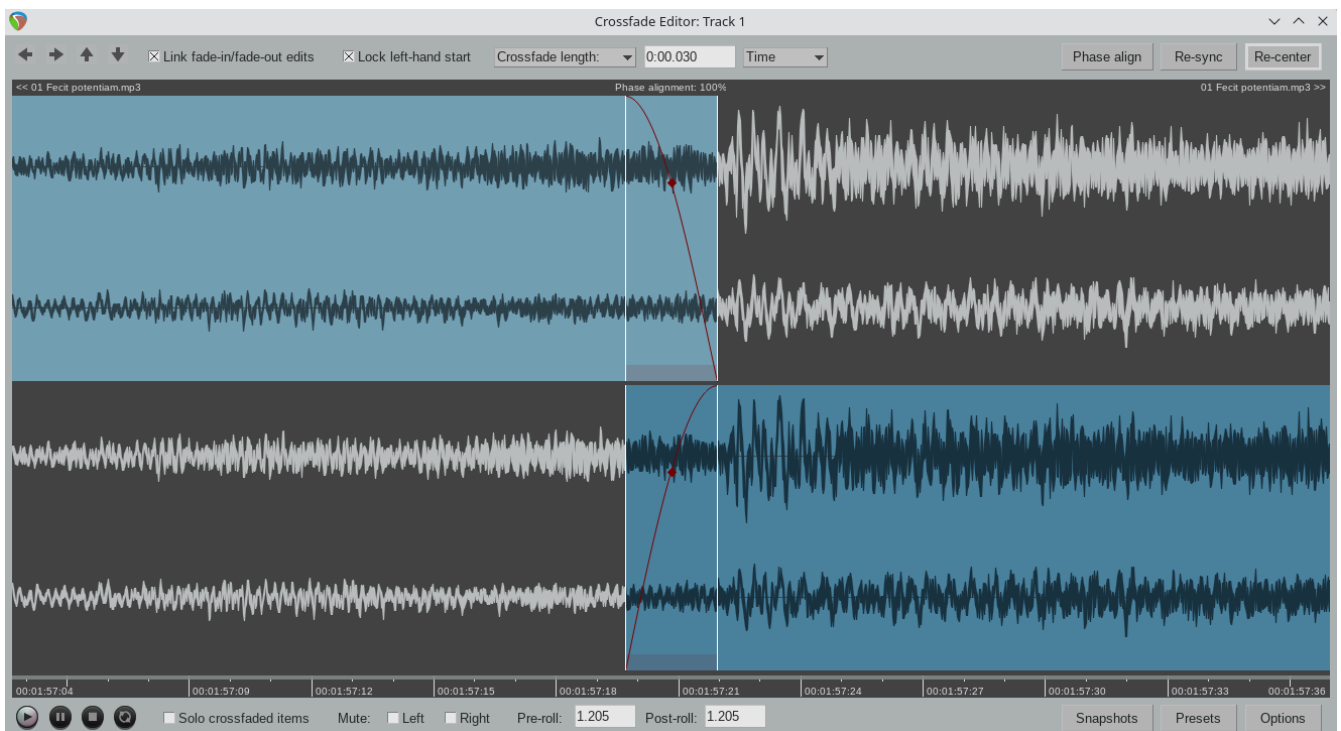 Crossfade Editor: Track 1
Link fade-in/fade-out edits Lock left-hand start Crossfade length: 0:00.030 Time Phase align Re-sync Re-center
<< 01 Fecit potentiam.mp3 Phase alignment: 100% 01 Fecit potentiam.mp3 >>
00:01:57:04 00:01:57:09 00:01:57:12 00:01:57:15 00:01:57:18 00:01:57:21 00:01:57:24 00:01:57:27 00:01:57:30 00:01:57:33 00:01:57:36
Solo crossfaded items Mute: Left Right Pre-roll: 1.205 Post-roll: 1.205 Snapshots Presets Options